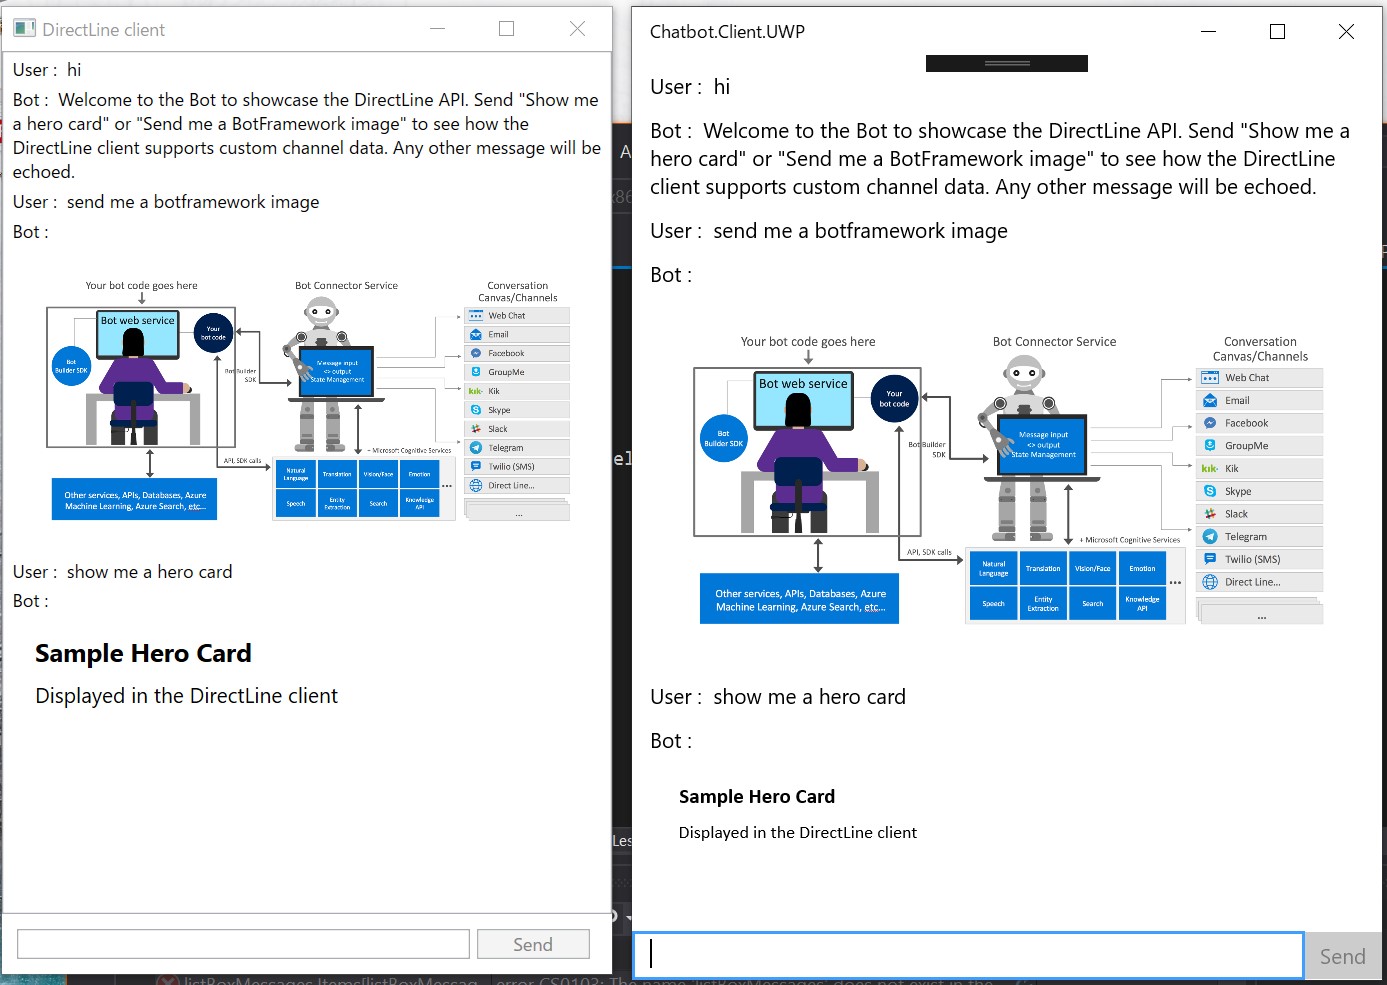 DirectLine client
User : hi
Bot : Welcome to the Bot to showcase the DirectLine API. Send "Show me
a hero card" or "Send me a BotFramework image" to see how the
DirectLine client supports custom channel data. Any other message will be
echoed.
User : send me a botframework image
Bot :
Your bot code goes here
Bot web service
Your
bot code
Bot
Builder SDK
Bot Builder
SDK
API, SDK calls
Other services, APIs, Databases, Azure
Machine Learning, Azure Search, etc...
Bot Connector Service
Message input
<> output
State Management
+ Microsoft Cognitive Services
Natural
Language
Translation
Vision/Face
Emotion
Speech
Entity
Extraction
Search
Knowledge
API
...
Conversation
Canvas/Channels
Web Chat
Email
Facebook
GroupMe
kik· Kik
Skype
Slack
Telegram
Twilio (SMS)
Direct Line...
...
User : show me a hero card
Bot :
Sample Hero Card
Displayed in the DirectLine client
Send
Chatbot.Client.UWP
User : hi
Bot : Welcome to the Bot to showcase the DirectLine API. Send "Show me a
hero card" or "Send me a BotFramework image" to see how the DirectLine
client supports custom channel data. Any other message will be echoed.
User : send me a botframework image
Bot :
Your bot code goes here
Bot web service
Your
bot code
Bot
Builder SDK
Bot Builder
SDK
API, SDK calls
Other services, APIs, Databases, Azure
Machine Learning, Azure Search, etc...
Bot Connector Service
Message input
<> output
State Management
+ Microsoft Cognitive Services
Natural
Language
Translation
Vision/Face
Emotion
Speech
Entity
Extraction
Search
Knowledge
API
...
Conversation
Canvas/Channels
Web Chat
Email
Facebook
GroupMe
kik· Kik
Skype
Slack
Telegram
Twilio (SMS)
Direct Line...
...
User : show me a hero card
Bot :
Sample Hero Card
Displayed in the DirectLine client
Send
error CS0103: The name 'listBoxMessages' does not exist in the